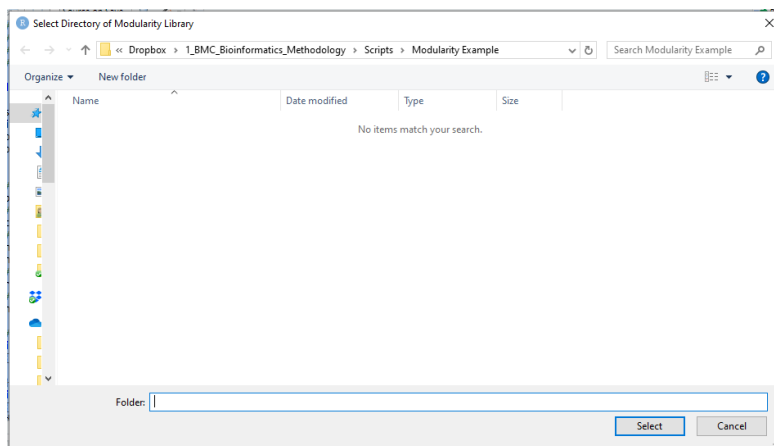 Select Directory of Modularity Library
« Dropbox › 1_BMC_Bioinformatics_Methodology › Scripts › Modularity Example
Search Modularity Example
Organize
New folder
Name
Date modified
Type
Size
No items match your search.
Folder:
Select
Cancel